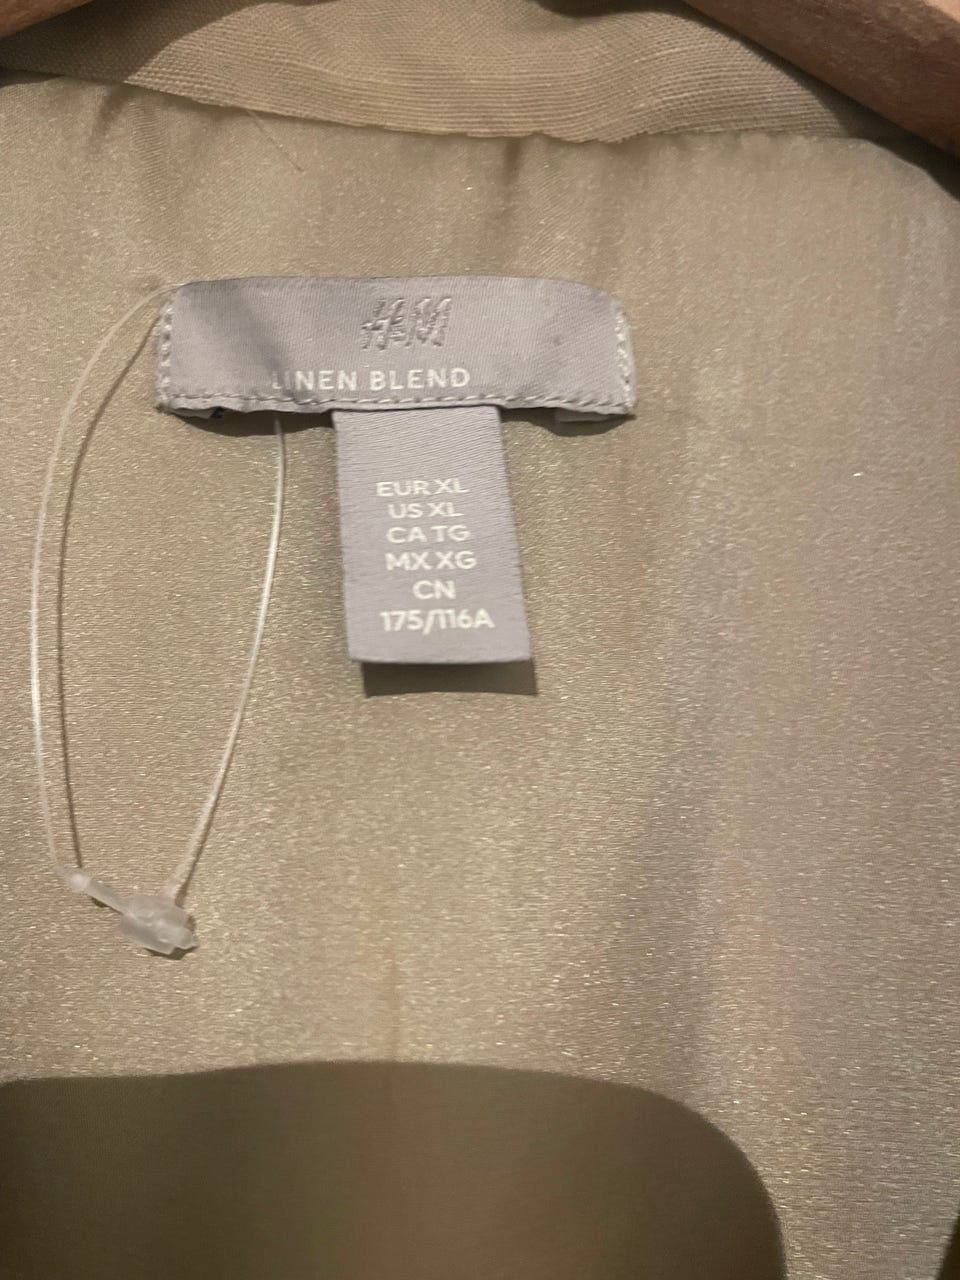 H&M
LINEN BLEND
EUR XL
US XL
CA TG
MX XG
CN
175/116A